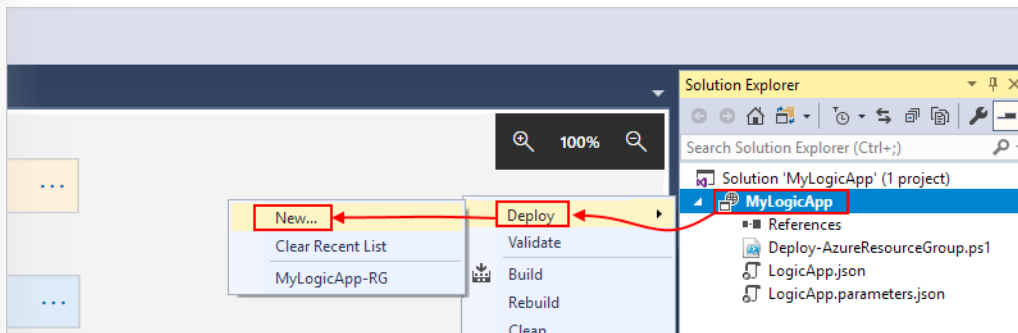 Solution Explorer
Search Solution Explorer (Ctrl+;)
100%
Solution 'MyLogicApp' (1 project)
MyLogicApp
References
Deploy-AzureResourceGroup.ps1
LogicApp.json
LogicApp.parameters.json
New...
Clear Recent List
MyLogicApp-RG
Deploy
Validate
Build
Rebuild
Clean